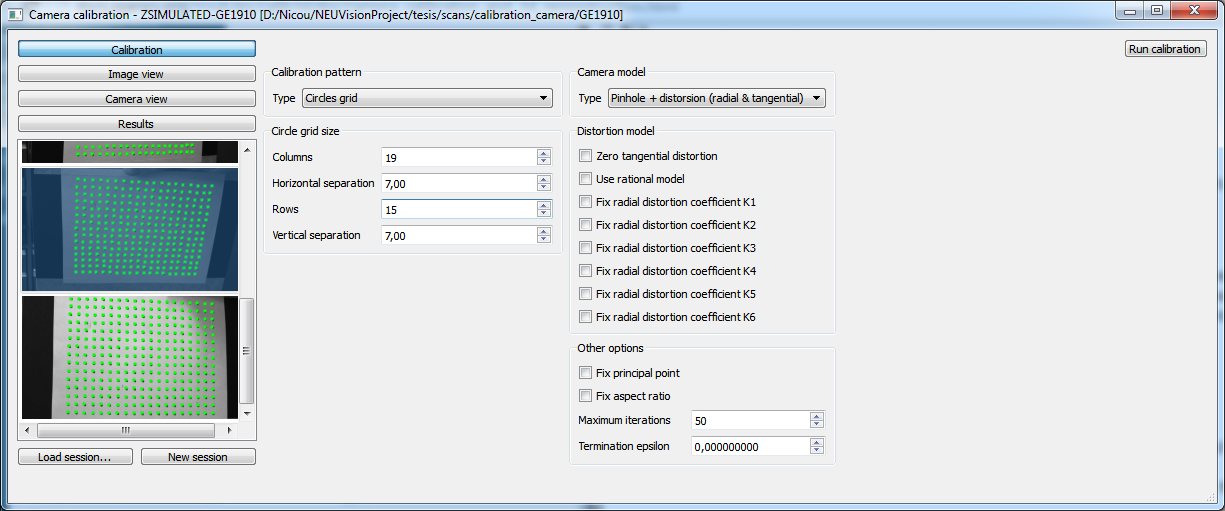 Camera calibration - ZSIMULATED-GE1910 [D:/Nicou/NEUVisionProject/tesis/scans/calibration_camera/GE1910]
Calibration
Run calibration
Image view
Camera view
Results
Load session...
New session
Calibration pattern
Type Circles grid
Circle grid size
Columns 19
Horizontal separation 7,00
Rows 15
Vertical separation 7,00
Camera model
Type Pinhole + distorsion (radial & tangential)
Distortion model
Zero tangential distortion
Use rational model
Fix radial distortion coefficient K1
Fix radial distortion coefficient K2
Fix radial distortion coefficient K3
Fix radial distortion coefficient K4
Fix radial distortion coefficient K5
Fix radial distortion coefficient K6
Other options
Fix principal point
Fix aspect ratio
Maximum iterations 50
Termination epsilon 0,000000000